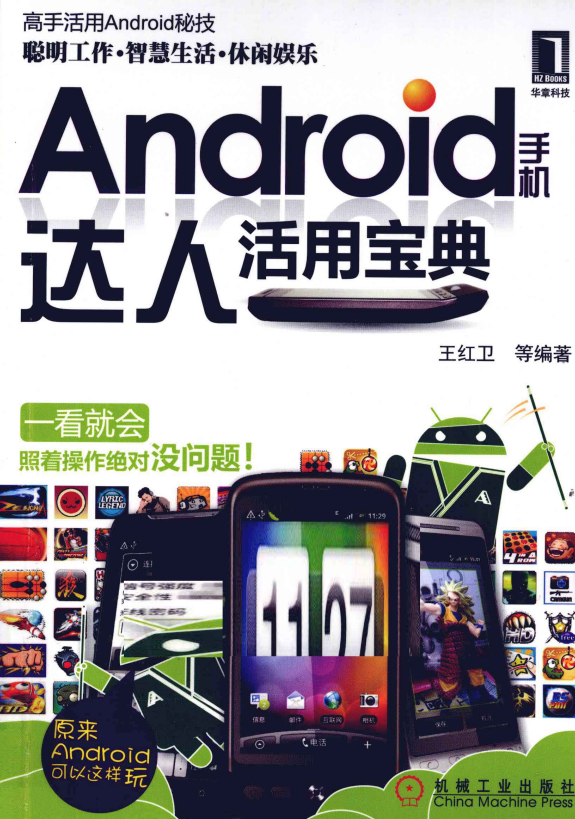 高手活用Android秘技
聪明工作·智慧生活·休闲娱乐
HZ BOOKS
华章科技
Android手机
达人活用宝典
王红卫 等编著
一看就会
照着操作绝对没问题！
LYRIC
LEGEND
11:29
11 27
信息 邮件 互联网 相机
电话
4 IN A
ROW
原来
Android
可以这样玩
机械工业出版社
China Machine Press